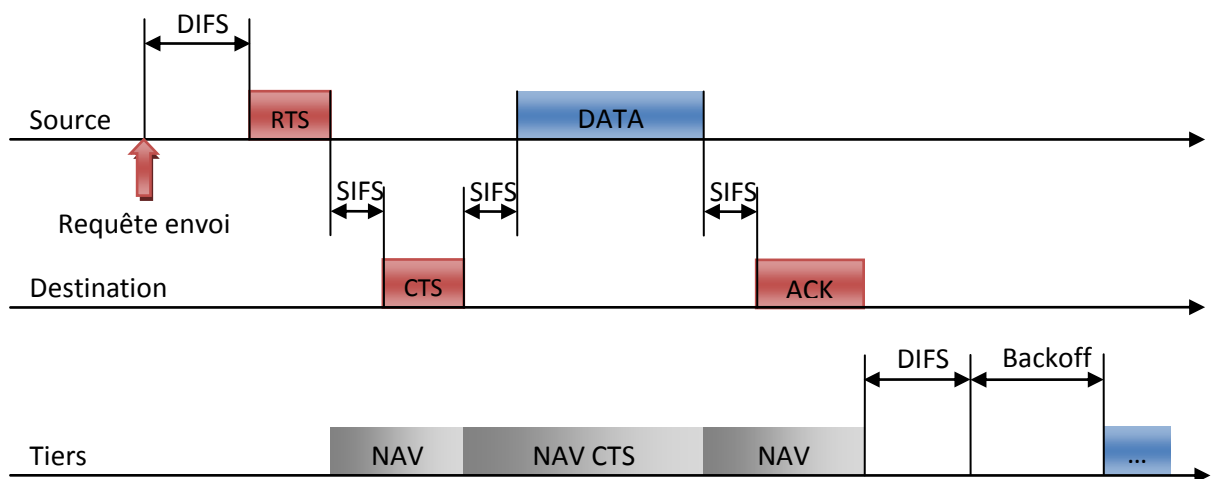 DIFS
Source
RTS
DATA
SIFS
SIFS
SIFS
Requête envoi
Destination
CTS
ACK
DIFS
Backoff
Tiers
NAV
NAV CTS
NAV
...